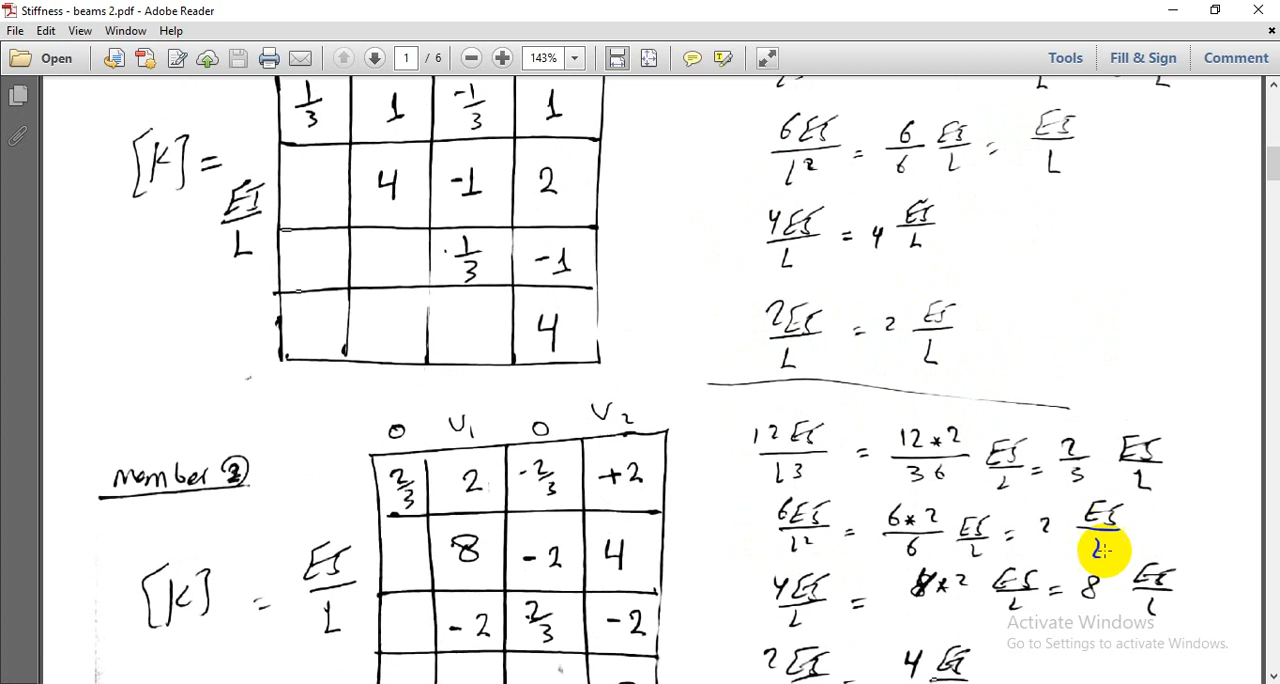 Stiffness - beams 2.pdf - Adobe Reader
File Edit View Window Help
Open 1 / 6 143% Tools Fill & Sign Comment
1/3 1 -1/3 1
[K] = EI/L
4 -1 2
1/3 -1
4
6EI/L² = 6/6 EI/L = EI/L
4EI/L = 4 EI/L
2EI/L = 2 EI/L
member ②
0 V1 0 V2
[K] = EI/L
2/3 2 -2/3 +2
8 -2 4
-2 2/3 -2
12EI/L3 = 12*2/36 EI/L = 2/3 EI/L
6EI/L² = 6*2/6 EI/L = 2 EI/L
4EI/L = 4*2 EI/L = 8 EI/L
2EI = 4 EI
Activate Windows
Go to Settings to activate Windows.